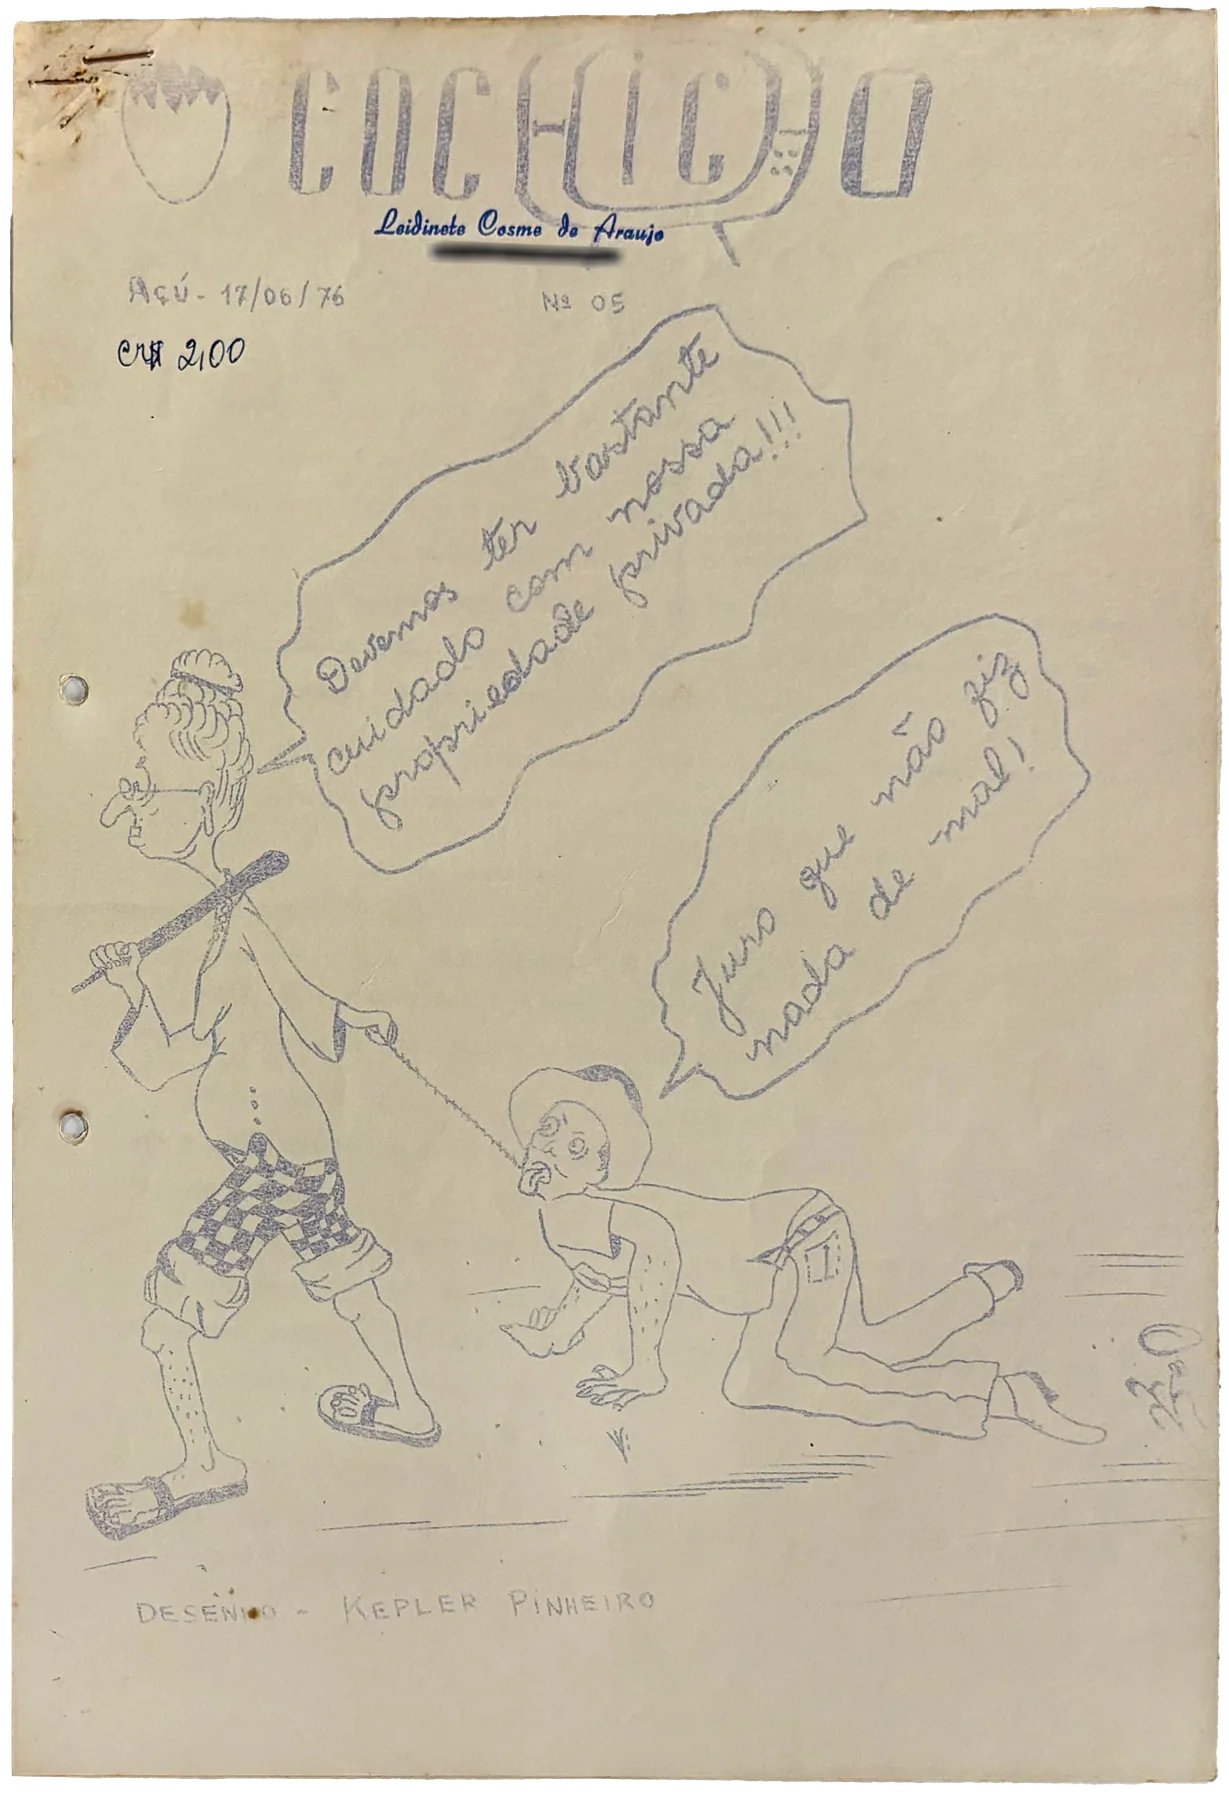 O COCHICHO
Leidinete Cosme de Araujo
Açú - 17/06/76
Nº 05
CR$ 2,00
Devemos ter bastante
cuidado com nossa
propriedade privada!!!
Juro que não fiz
nada de mal!
DESENHO - KEPLER PINHEIRO